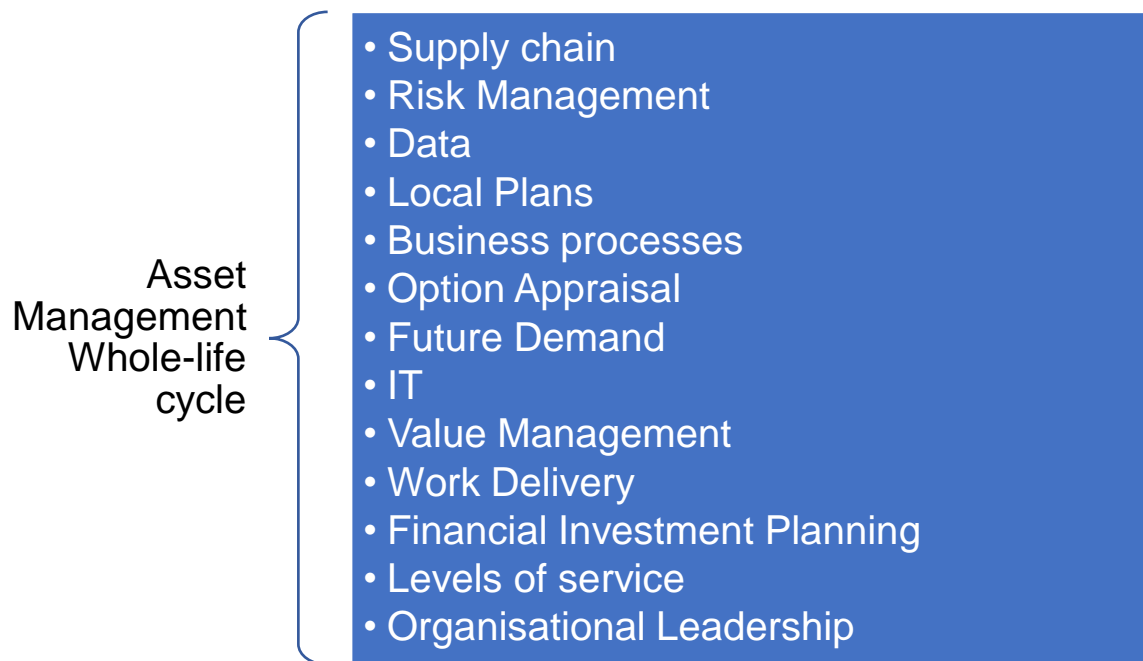 Asset
Management
Whole-life
cycle
• Supply chain
• Risk Management
• Data
• Local Plans
• Business processes
• Option Appraisal
• Future Demand
• IT
• Value Management
• Work Delivery
• Financial Investment Planning
• Levels of service
• Organisational Leadership